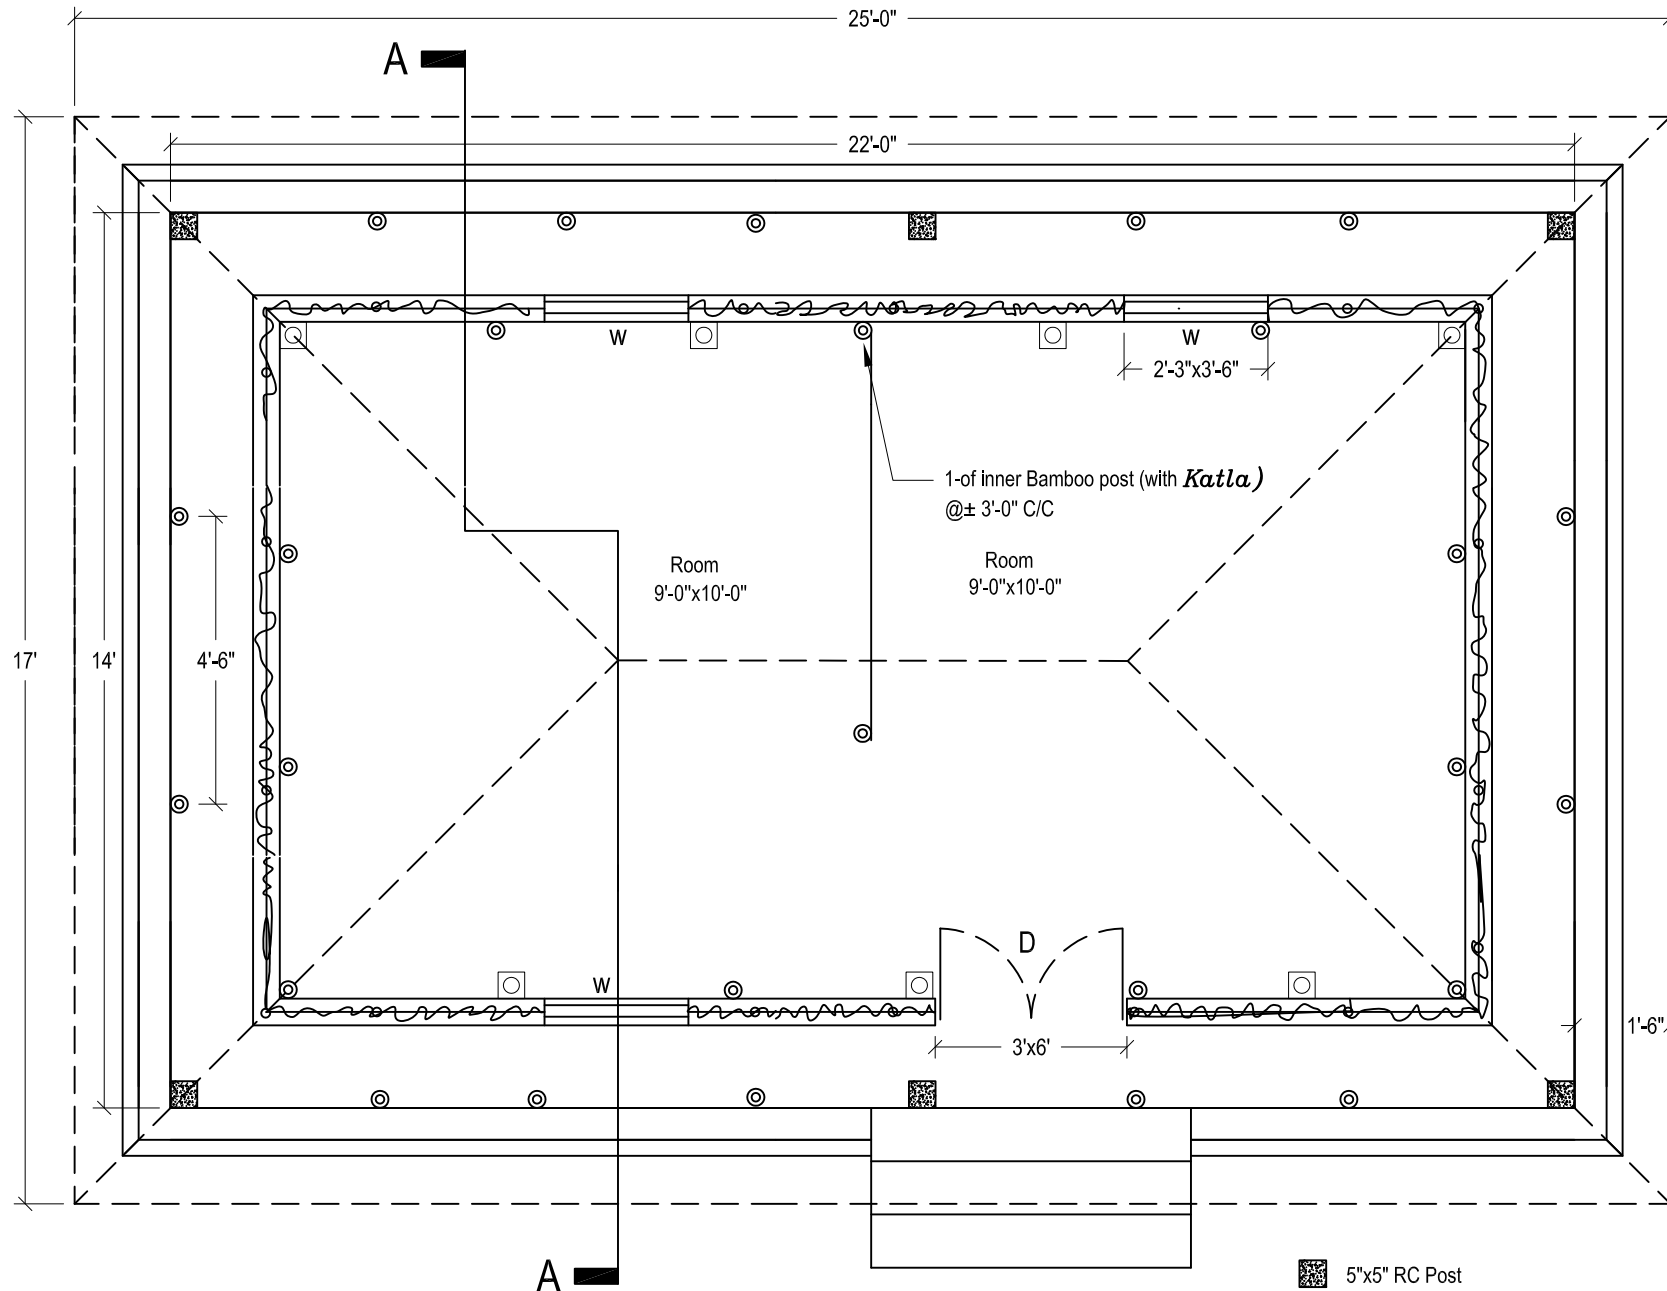 25'-0"
A
22'-0"
W
W
2'-3"x3'-6"
1-of inner Bamboo post (with Katla)
@± 3'-0" C/C
Room
9'-0"x10'-0"
Room
9'-0"x10'-0"
17'
14'
4'-6"
D
W
3'x6'
1'-6"
A
5"x5" RC Post